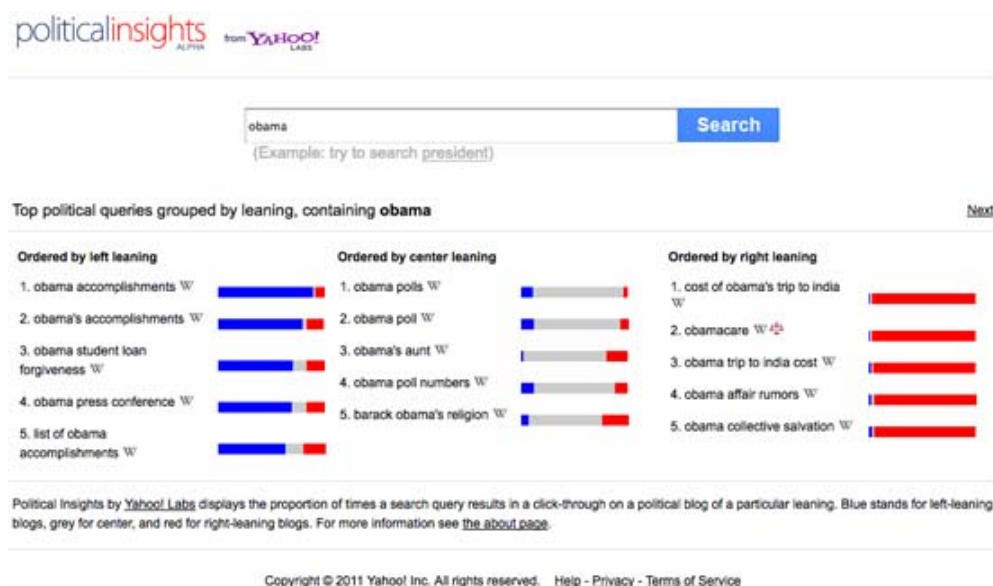 politicalinsights
ALPHA
from YAHOO!
LABS
obama
Search
(Example: try to search president)
Top political queries grouped by leaning, containing obama
Next
Ordered by left leaning
1. obama accomplishments W
2. obama's accomplishments W
3. obama student loan
forgiveness W
4. obama press conference W
5. list of obama
accomplishments W
Ordered by center leaning
1. obama polls W
2. obama poll W
3. obama's aunt W
4. obama poll numbers W
5. barack obama's religion W
Ordered by right leaning
1. cost of obama's trip to india
W
2. obamacare W
3. obama trip to india cost W
4. obama affair rumors W
5. obama collective salvation W
Political Insights by Yahoo! Labs displays the proportion of times a search query results in a click-through on a political blog of a particular leaning. Blue stands for left-leaning
blogs, grey for center, and red for right-leaning blogs. For more information see the about page.
Copyright © 2011 Yahoo! Inc. All rights reserved. Help - Privacy - Terms of Service